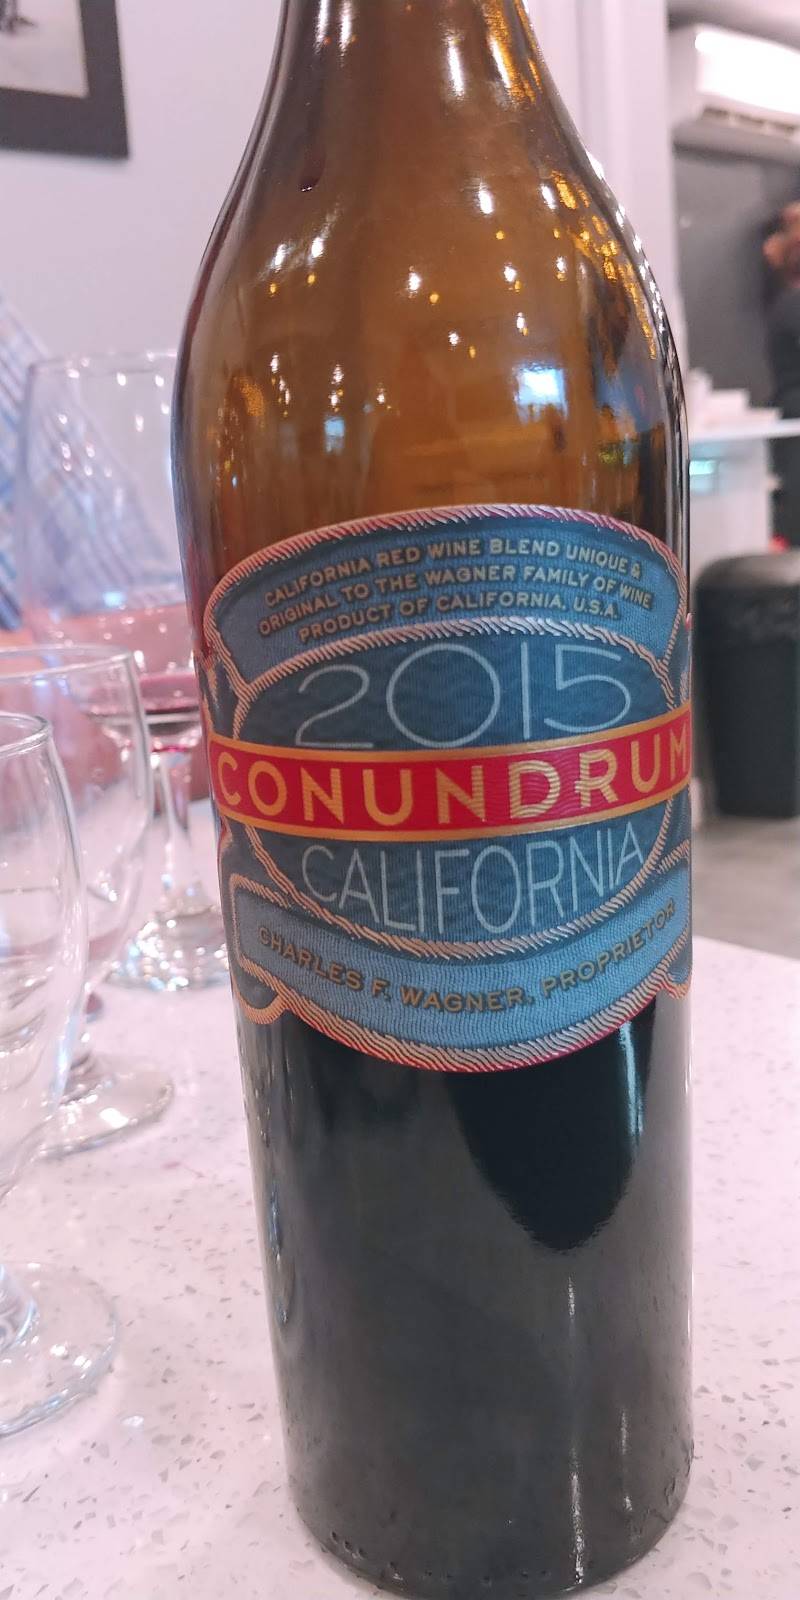 CALIFORNIA RED WINE BLEND UNIQUE &
ORIGINAL TO THE WAGNER FAMILY OF WINE
PRODUCT OF CALIFORNIA, U.S.A.
2015
CONUNDRUM
CALIFORNIA
CHARLES F. WAGNER, PROPRIETOR